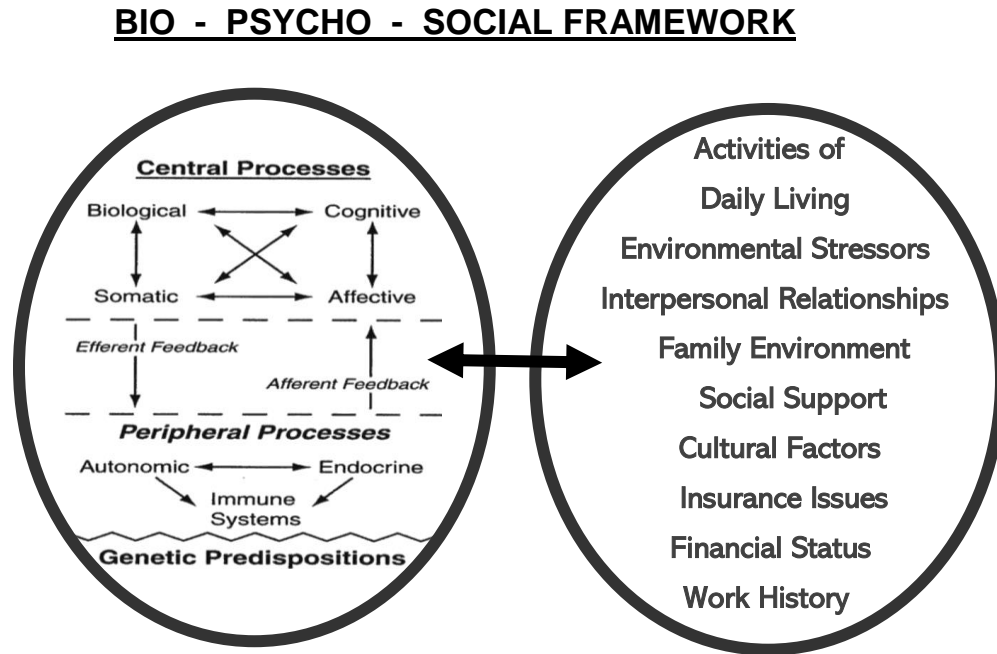 BIO - PSYCHO - SOCIAL FRAMEWORK
Central Processes
Biological Cognitive
Somatic Affective
Efferent Feedback
Afferent Feedback
Peripheral Processes
Autonomic Endocrine
Immune
Systems
Genetic Predispositions
Activities of
Daily Living
Environmental Stressors
Interpersonal Relationships
Family Environment
Social Support
Cultural Factors
Insurance Issues
Financial Status
Work History